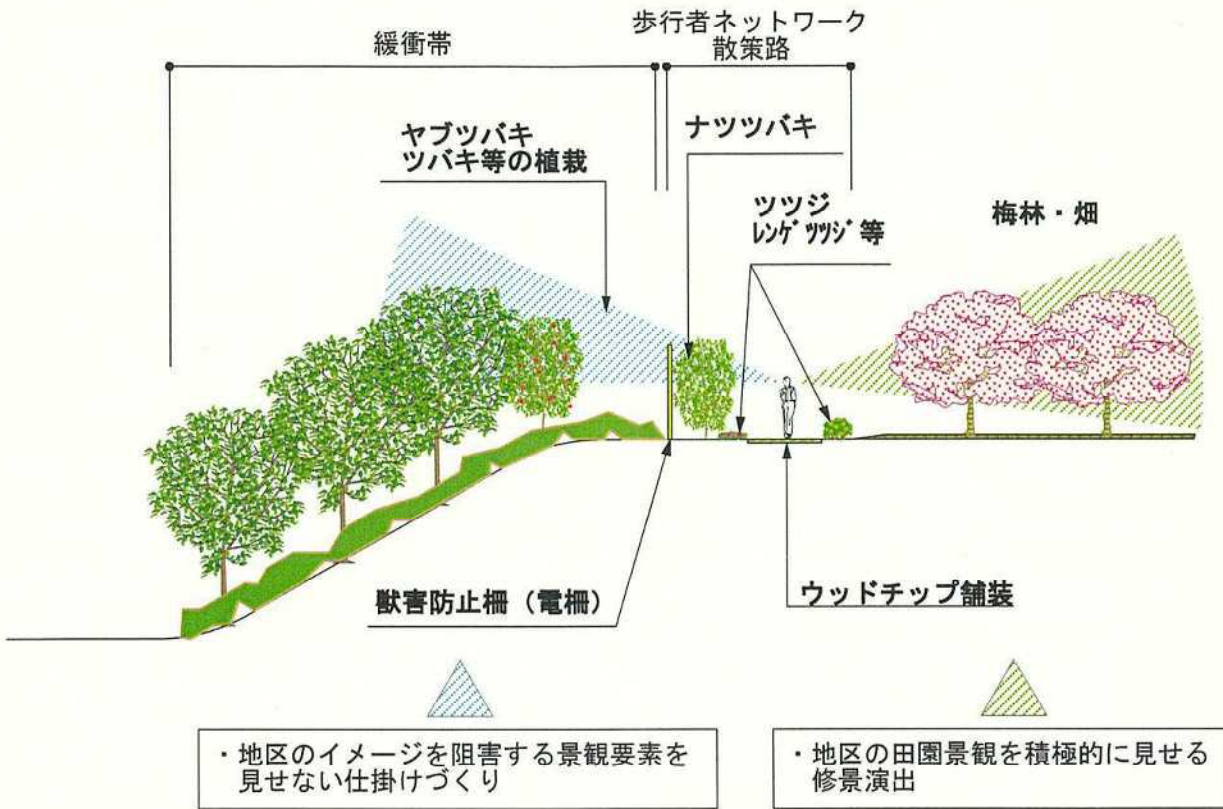 緩衝帯
歩行者ネットワーク
散策路
ヤブツバキ
ツバキ等の植栽
ナツツバキ
ツツジ
ﾚﾝｹﾞﾂﾂｼﾞ等
梅林・畑
獣害防止柵（電柵）
ウッドチップ舗装
・地区のイメージを阻害する景観要素を
見せない仕掛けづくり
・地区の田園景観を積極的に見せる
修景演出